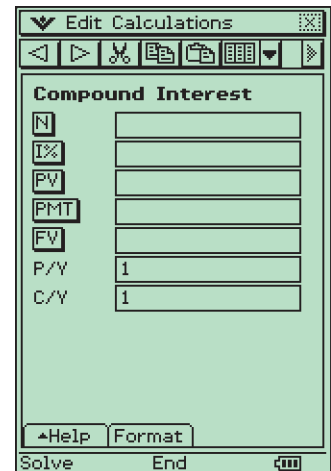 Edit Calculations
Compound Interest
N
I%
PV
PMT
FV
P/Y 1
C/Y 1
Help Format
Solve End